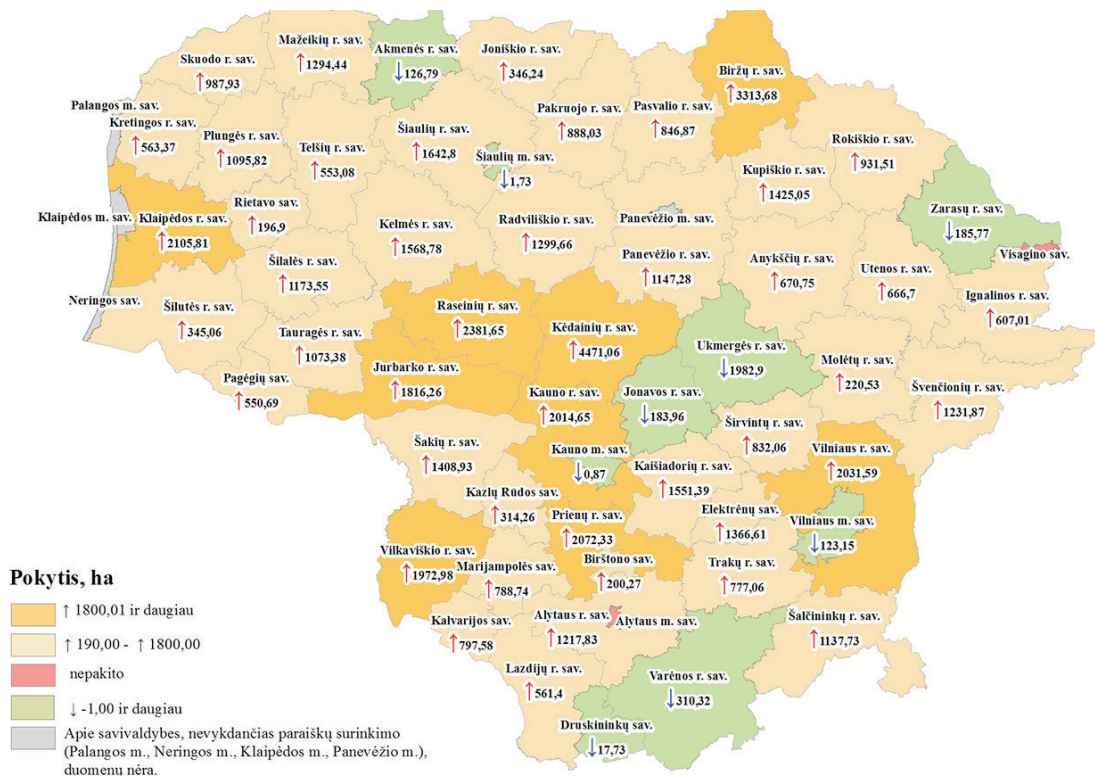 Mažeikių r. sav.
↑ 1294,44
Akmenės r. sav.
↓ 126,79
Joniškio r. sav.
↑ 346,24
Skuodo r. sav.
↑ 987,93
Biržų r. sav.
↑ 3313,68
Palangos m. sav.
Kretingos r. sav.
↑ 563,37
Plungės r. sav.
↑ 1095,82
Telšių r. sav.
↑ 553,08
Šiaulių r. sav.
↑ 1642,8
Šiaulių m. sav.
↓ 1,73
Pakruojo r. sav.
↑ 888,03
Pasvalio r. sav.
↑ 846,87
Rokiškio r. sav.
↑ 931,51
Kupiškio r. sav.
↑ 1425,05
Zarasų r. sav.
↓ 185,77
Visagino sav.
Klaipėdos m. sav.
Klaipėdos r. sav.
↑ 2105,81
Rietavo sav.
↑ 196,9
Kelmės r. sav.
↑ 1568,78
Radviliškio r. sav.
↑ 1299,66
Panevėžio m. sav.
Panevėžio r. sav.
↑ 1147,28
Anykščių r. sav.
↑ 670,75
Utenos r. sav.
↑ 666,7
Ignalinos r. sav.
↑ 607,01
Šilalės r. sav.
↑ 1173,55
Neringos sav.
Šilutės r. sav.
↑ 345,06
Tauragės r. sav.
↑ 1073,38
Raseinių r. sav.
↑ 2381,65
Kėdainių r. sav.
↑ 4471,06
Ukmergės r. sav.
↓ 1982,9
Molėtų r. sav.
↑ 220,53
Švenčionių r. sav.
↑ 1231,87
Pagėgių sav.
↑ 550,69
Jurbarko r. sav.
↑ 1816,26
Kauno r. sav.
↑ 2014,65
Jonavos r. sav.
↓ 183,96
Širvintų r. sav.
↑ 832,06
Šakių r. sav.
↑ 1408,93
Kauno m. sav.
↓ 0,87
Kaišiadorių r. sav.
↑ 1551,39
Vilniaus r. sav.
↑ 2031,59
Kazlų Rūdos sav.
↑ 314,26
Prienų r. sav.
↑ 2072,33
Elektrėnų sav.
↑ 1366,61
Vilniaus m. sav.
↓ 123,15
Vilkaviškio r. sav.
↑ 1972,98
Marijampolės sav.
↑ 788,74
Birštono sav.
↑ 200,27
Trakų r. sav.
↑ 777,06
Kalvarijos sav.
↑ 797,58
Alytaus r. sav.
↑ 1217,83
Alytaus m. sav.
Šalčininkų r. sav.
↑ 1137,73
Lazdijų r. sav.
↑ 561,4
Varėnos r. sav.
↓ 310,32
Druskininkų sav.
↓ 17,73
Pokytis, ha
↑ 1800,01 ir daugiau
↑ 190,00 - ↑ 1800,00
nepakito
↓ -1,00 ir daugiau
Apie savivaldybes, nevykdančias paraiškų surinkimo
(Palangos m., Neringos m., Klaipėdos m., Panevėžio m.),
duomenų nėra.